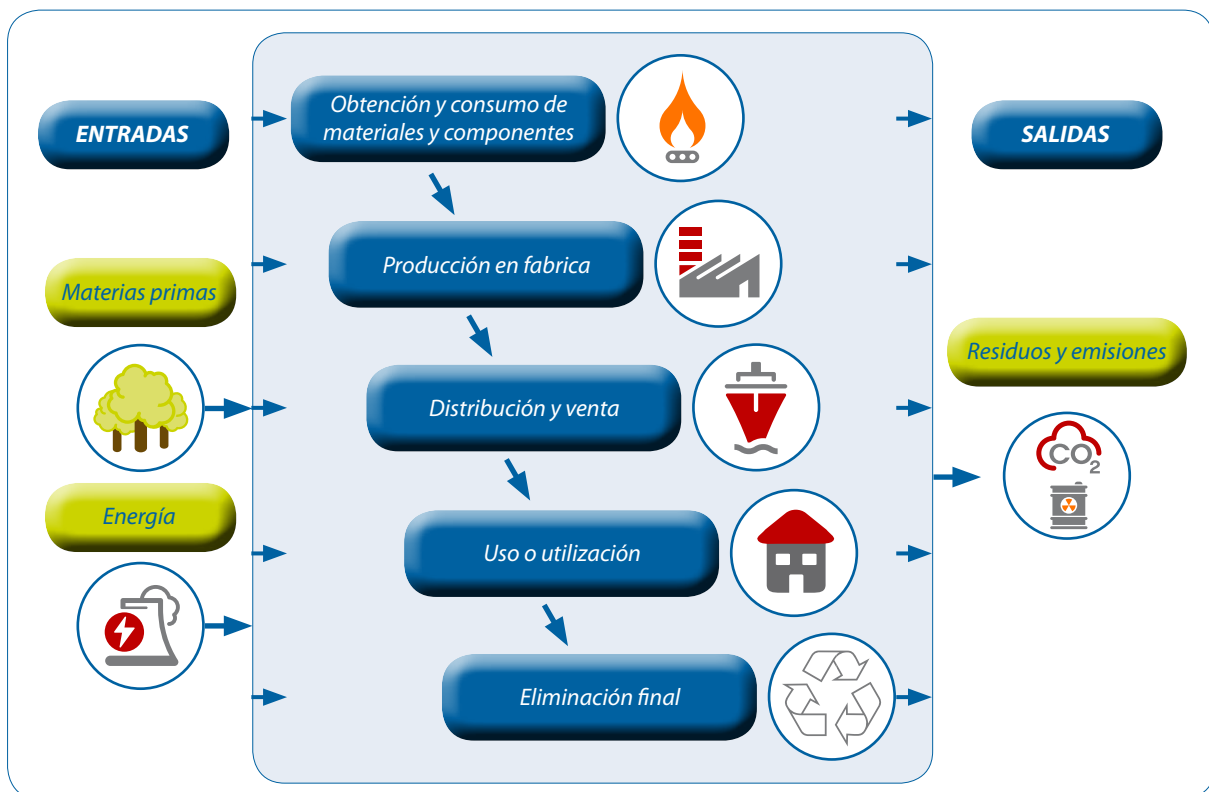 ENTRADAS
Obtención y consumo de
materiales y componentes
SALIDAS
Producción en fabrica
Materias primas
Distribución y venta
Residuos y emisiones
CO2
Energía
Uso o utilización
Eliminación final